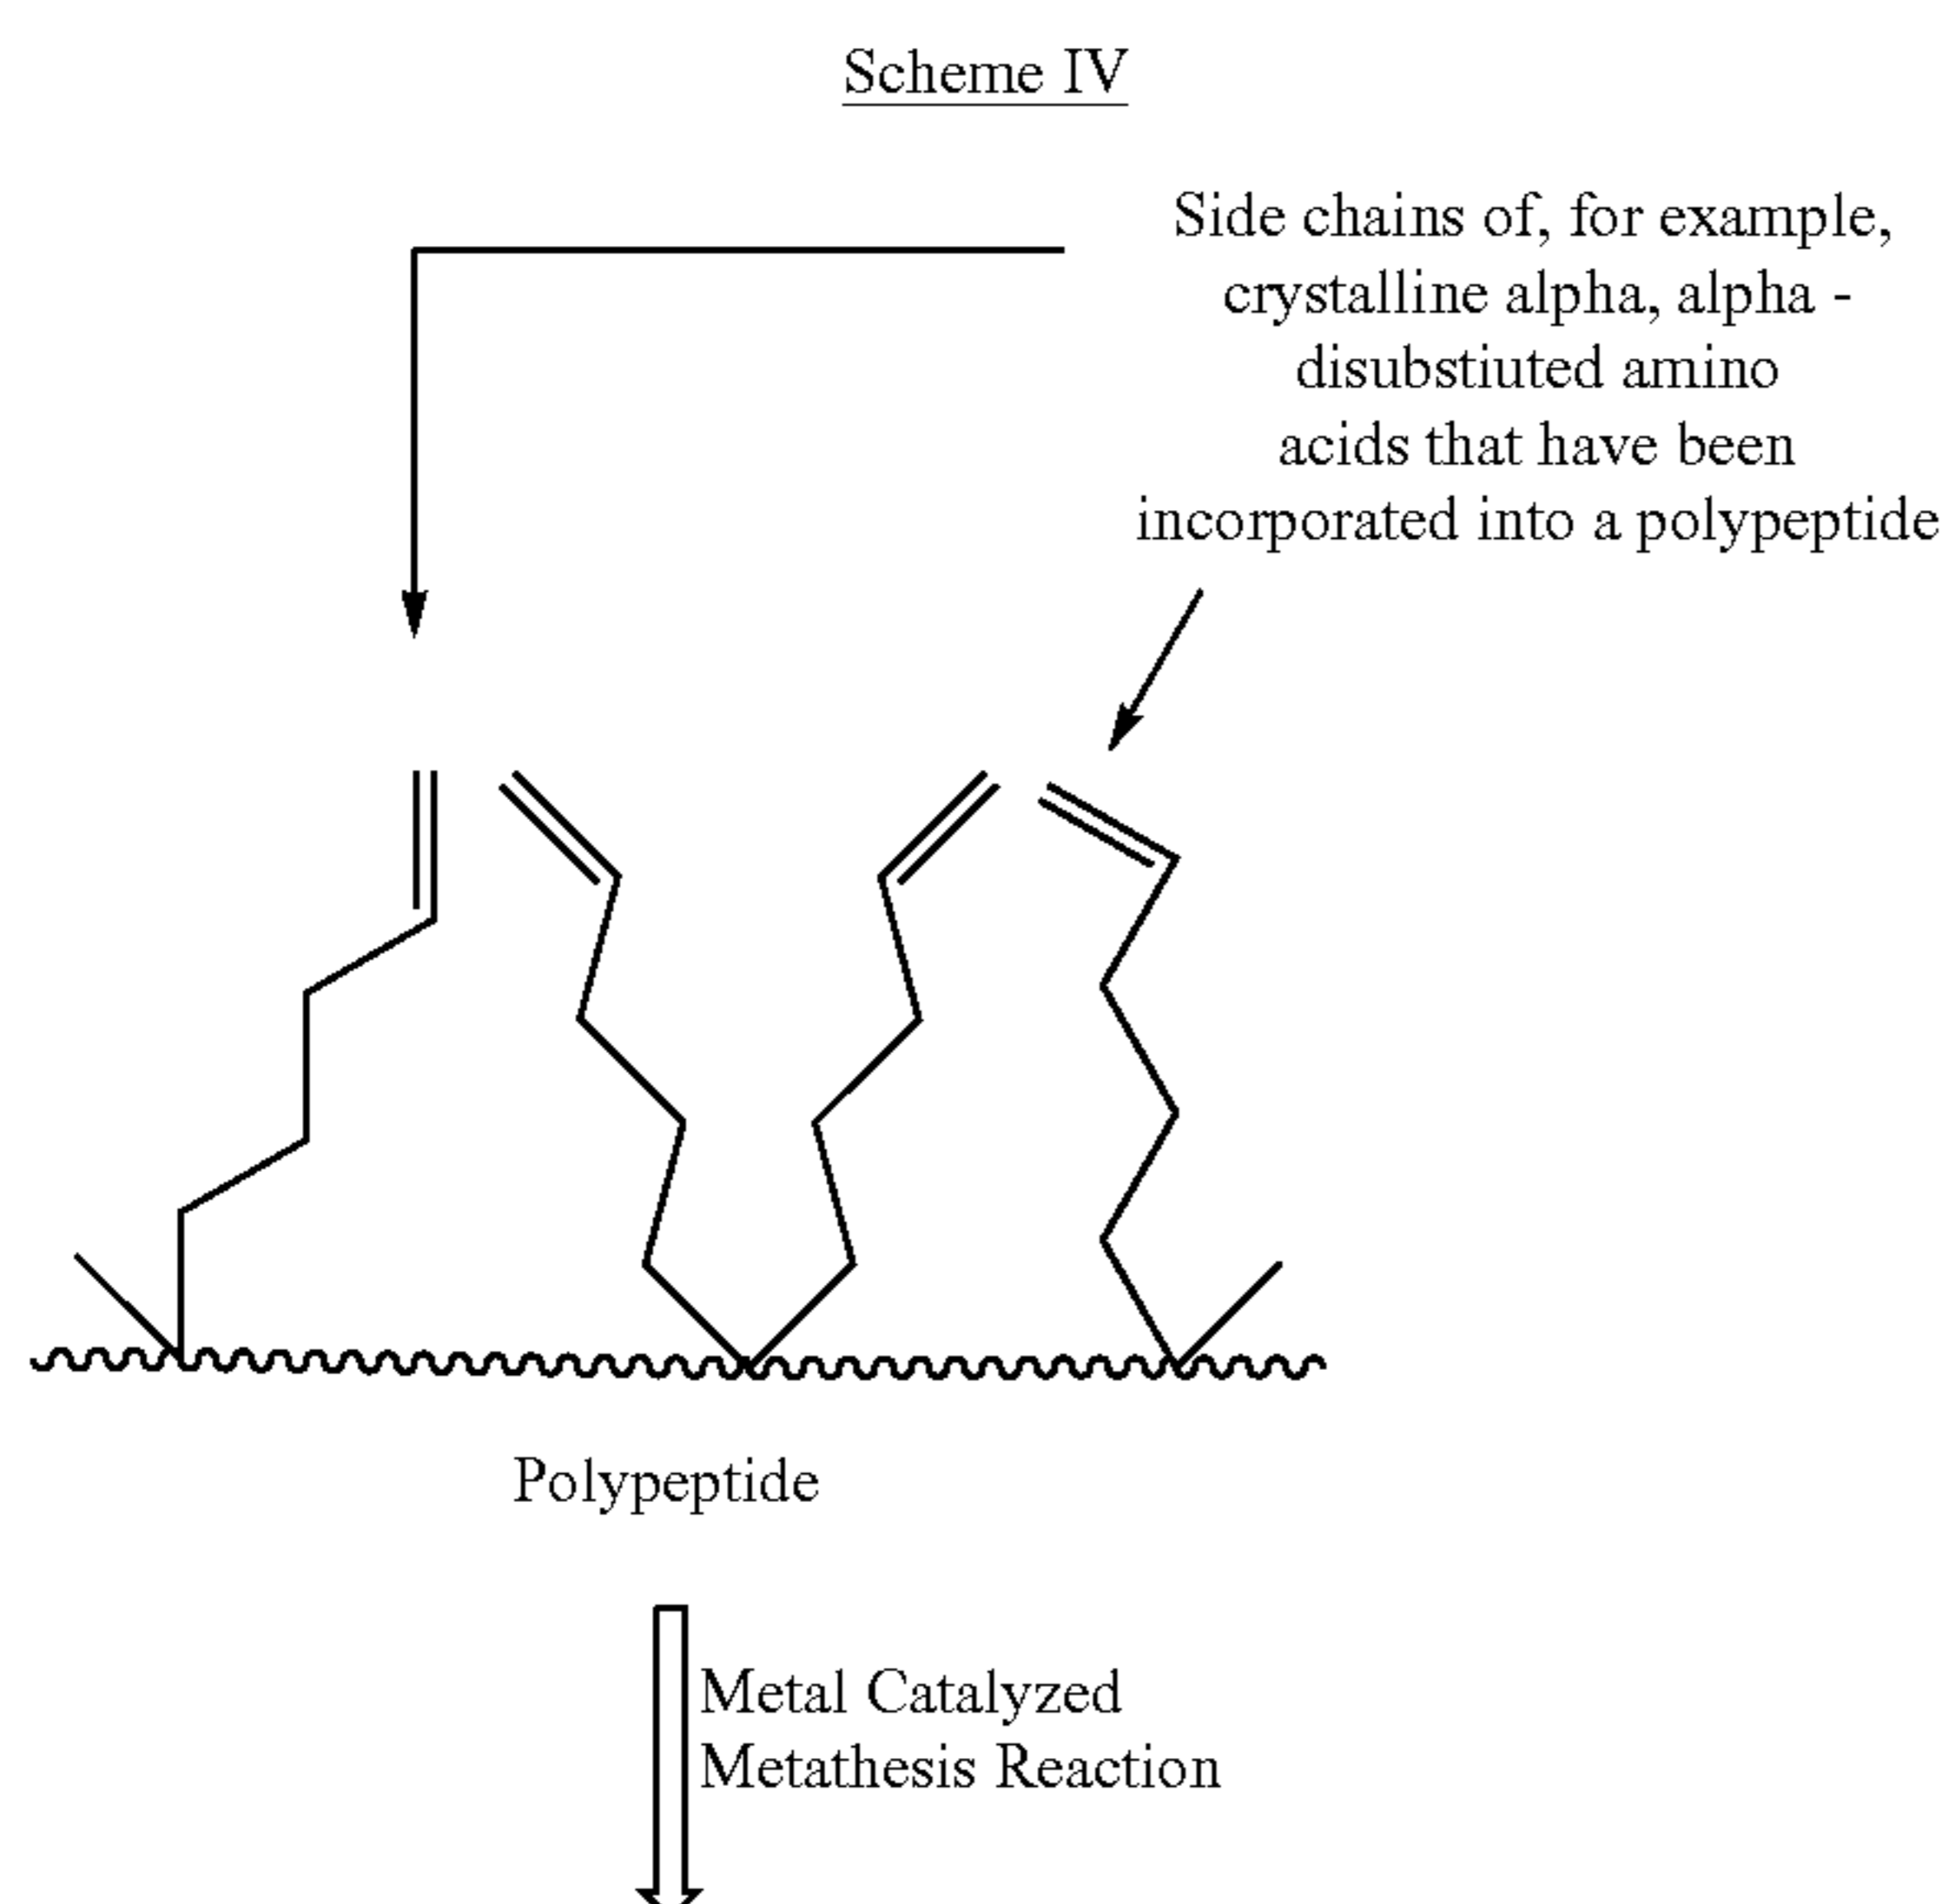 Scheme IV
Side chains of, for example,
crystalline alpha, alpha -
disubstiuted amino
acids that have been
incorporated into a polypeptide
Polypeptide
Metal Catalyzed
Metathesis Reaction